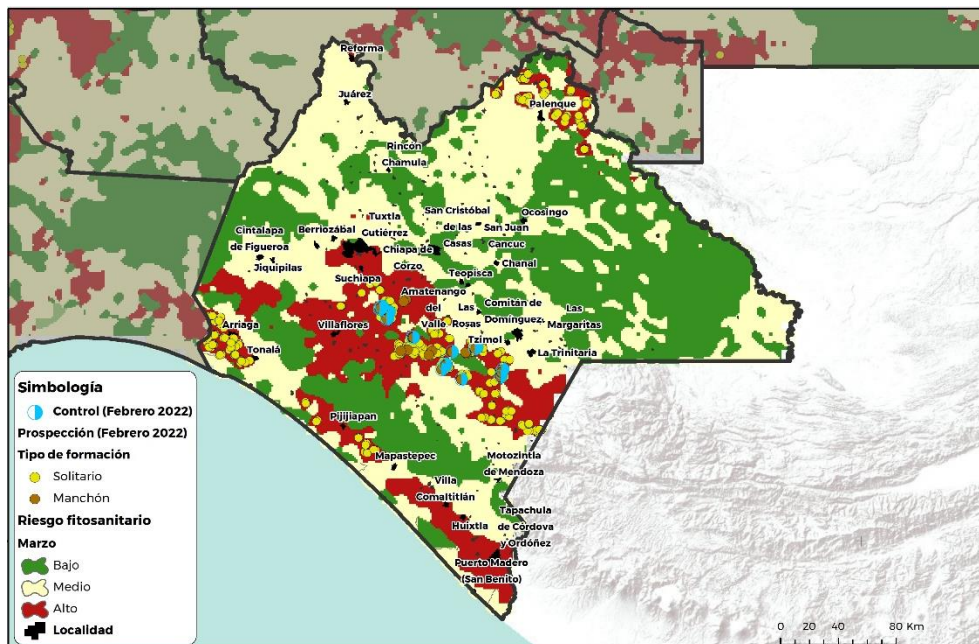 Reforma
Juárez
Palenque
Rincón
Chamula
San Cristóbal
de las
Casas
Ocosingo
San Juan
Cancuc
Tuxtla
Gutiérrez
Berriozábal
Cintalapa
de Figueroa
Chiapa de
Corzo
Chanal
Jiquipilas
Teopisca
Suchiapa
Amatenango
del
Valle
Las
Rosas
Comitán de
Domínguez
Las
Margaritas
Arriaga
Villaflores
Tzimol
La Trinitaria
Tonalá
Pijijiapan
Mapastepec
Motozintla
de Mendoza
Villa
Comaltitlán
Huixtla
Tapachula
de Córdova
y Ordóñez
Puerto Madero
(San Benito)
Simbología
Control (Febrero 2022)
Prospección (Febrero 2022)
Tipo de formación
Solitario
Manchón
Riesgo fitosanitario
Marzo
Bajo
Medio
Alto
Localidad
0 20 40 80 Km